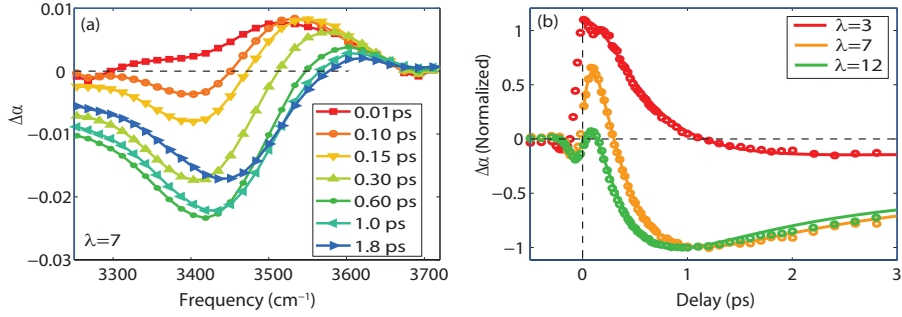 (a)
0.01
0
−0.01
−0.02
−0.03
Δα
λ=7
0.01ps
0.10 ps
0.15 ps
0.30 ps
0.60 ps
1.0 ps
1.8 ps
3300 3400 3500 3600 3700
Frequency (cm⁻¹)
(b)
1
0.5
0
−0.5
−1
Δα (Normalized)
λ=3
λ=7
λ=12
0 1 2 3
Delay (ps)